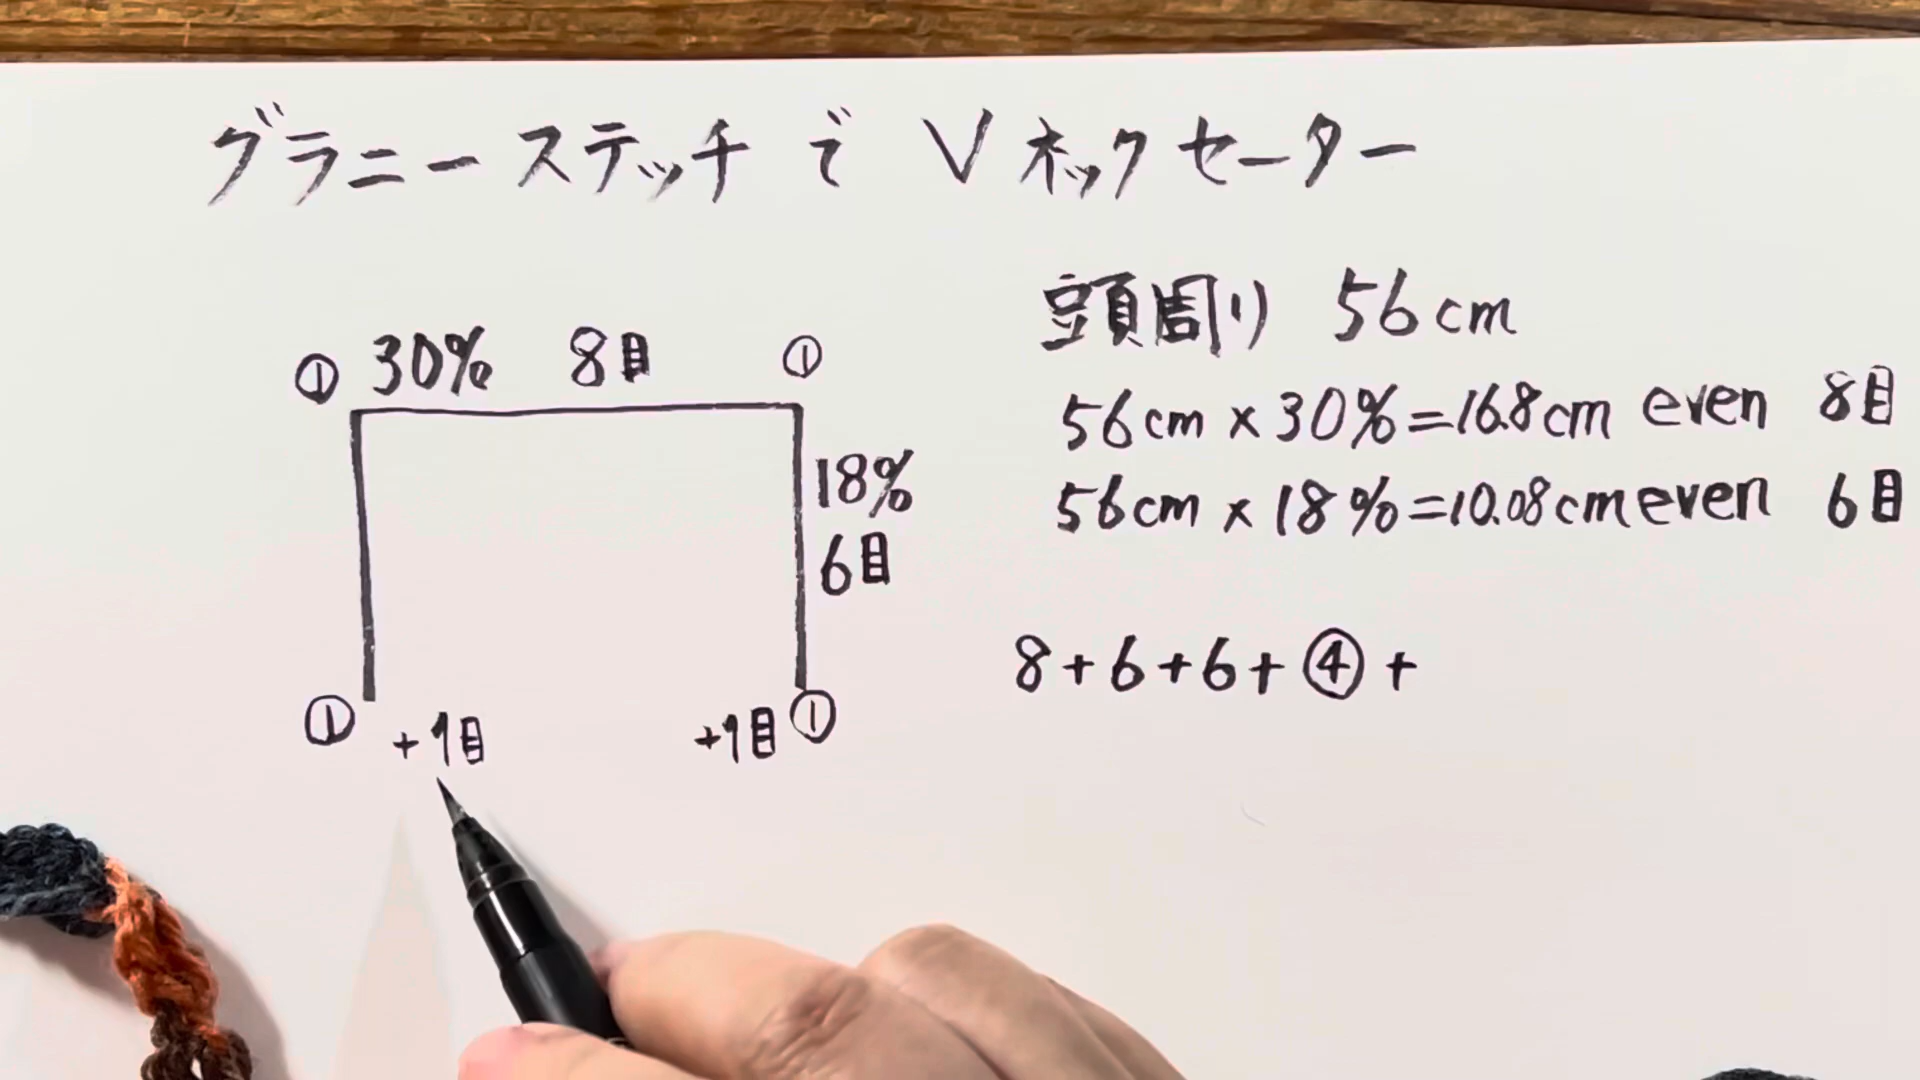 グラニーステッチでVネックセーター
頭周り 56cm
① 30% 8目 ①
56cm×30%=16.8cm even 8目
18%
56cm×18%=10.08cm even 6目
6目
8+6+6+④+
① +1目 +1目 ①